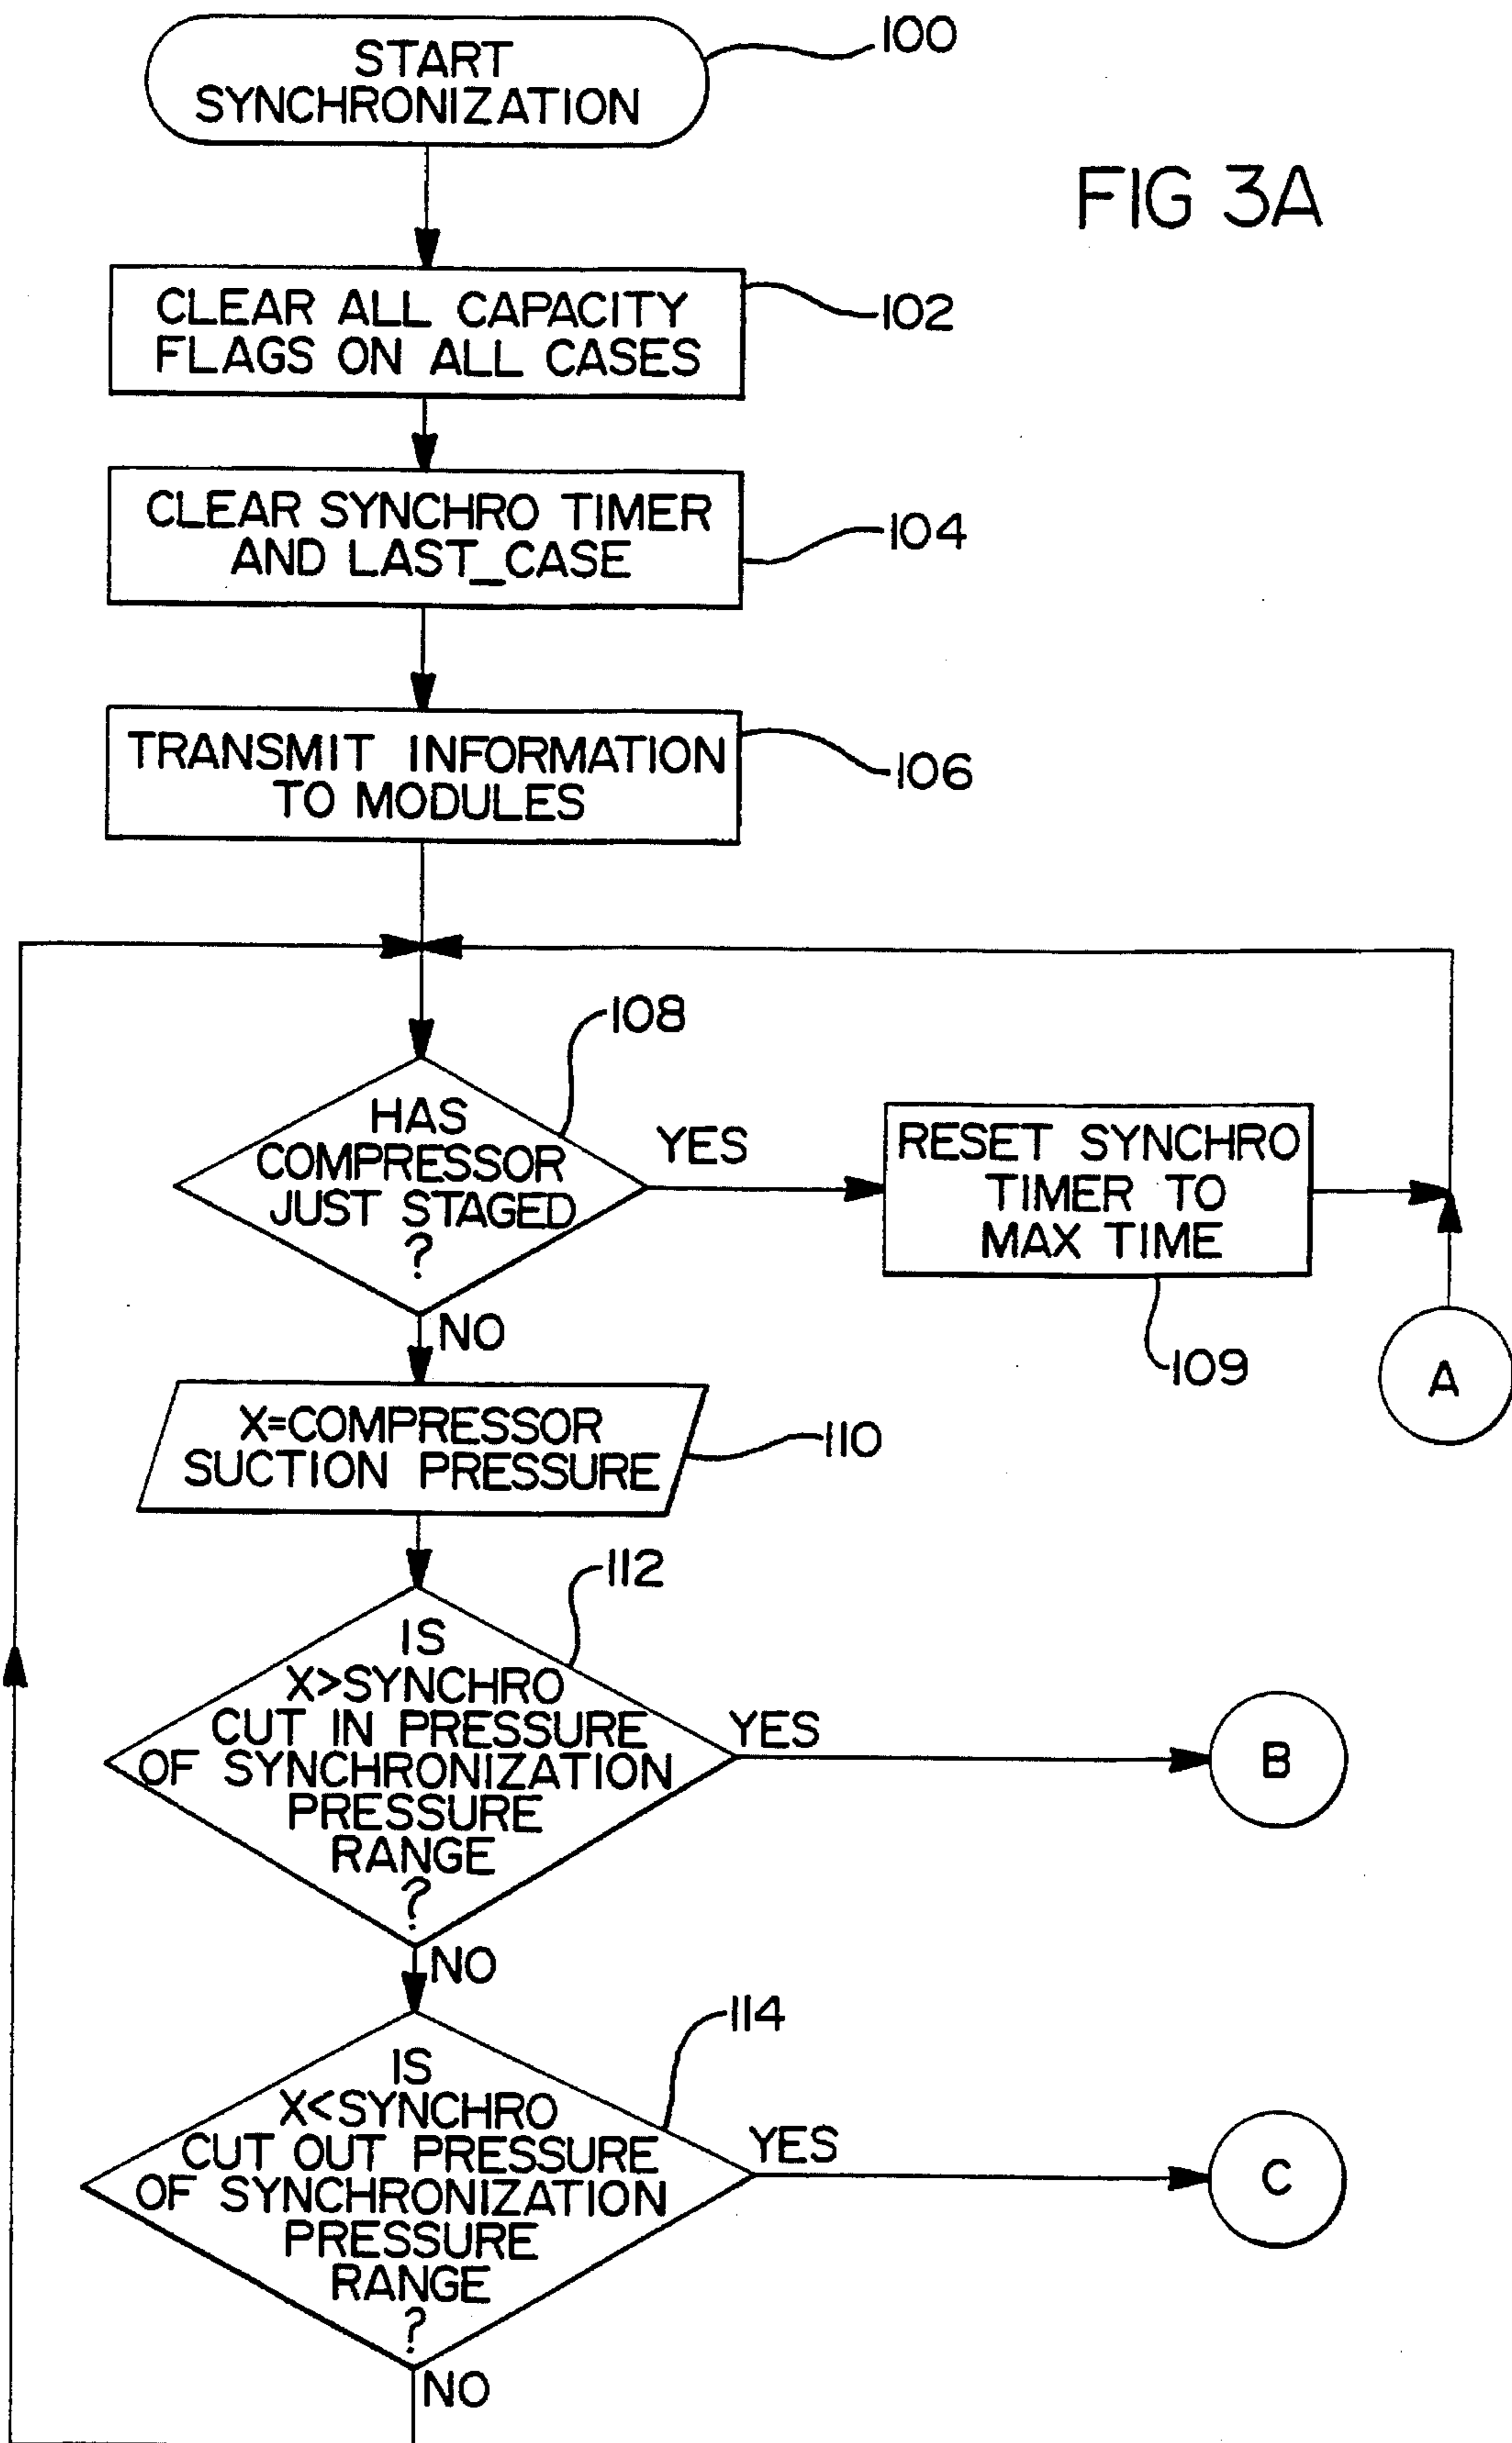 START
SYNCHRONIZATION
100
FIG 3A
CLEAR ALL CAPACITY
FLAGS ON ALL CASES
102
CLEAR SYNCHRO TIMER
AND LAST_CASE
104
TRANSMIT INFORMATION
TO MODULES
106
108
HAS
COMPRESSOR
JUST STAGED
?
YES
RESET SYNCHRO
TIMER TO
MAX TIME
109
A
NO
X=COMPRESSOR
SUCTION PRESSURE
110
112
IS
X>SYNCHRO
CUT IN PRESSURE
OF SYNCHRONIZATION
PRESSURE
RANGE
?
YES
B
NO
114
IS
X<SYNCHRO
CUT OUT PRESSURE
OF SYNCHRONIZATION
PRESSURE
RANGE
?
YES
C
NO